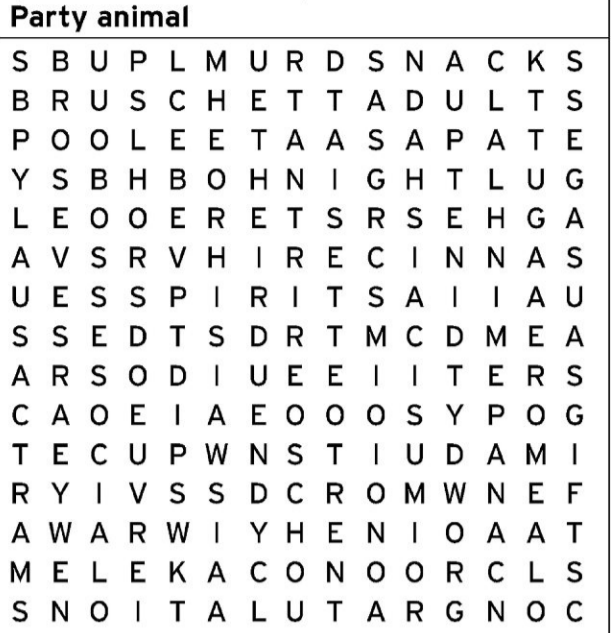 Party animal
S B U P L M U R D S N A C K S
B R U S C H E T T A D U L T S
P O O L E E T A A S A P A T E
Y S B H B O H N I G H T L U G
L E O O E R E T S R S E H G A
A V S R V H I R E C I N N A S
U E S S P I R I T S A I I A U
S S E D T S D R T M C D M E A
A R S O D I U E E I I T E R S
C A O E I A E O O O S Y P O G
T E C U P W N S T I U D A M I
R Y I V S S D C R O M W N E F
A W A R W I Y H E N I O A A T
M E L E K A C O N O O R C L S
S N O I T A L U T A R G N O C